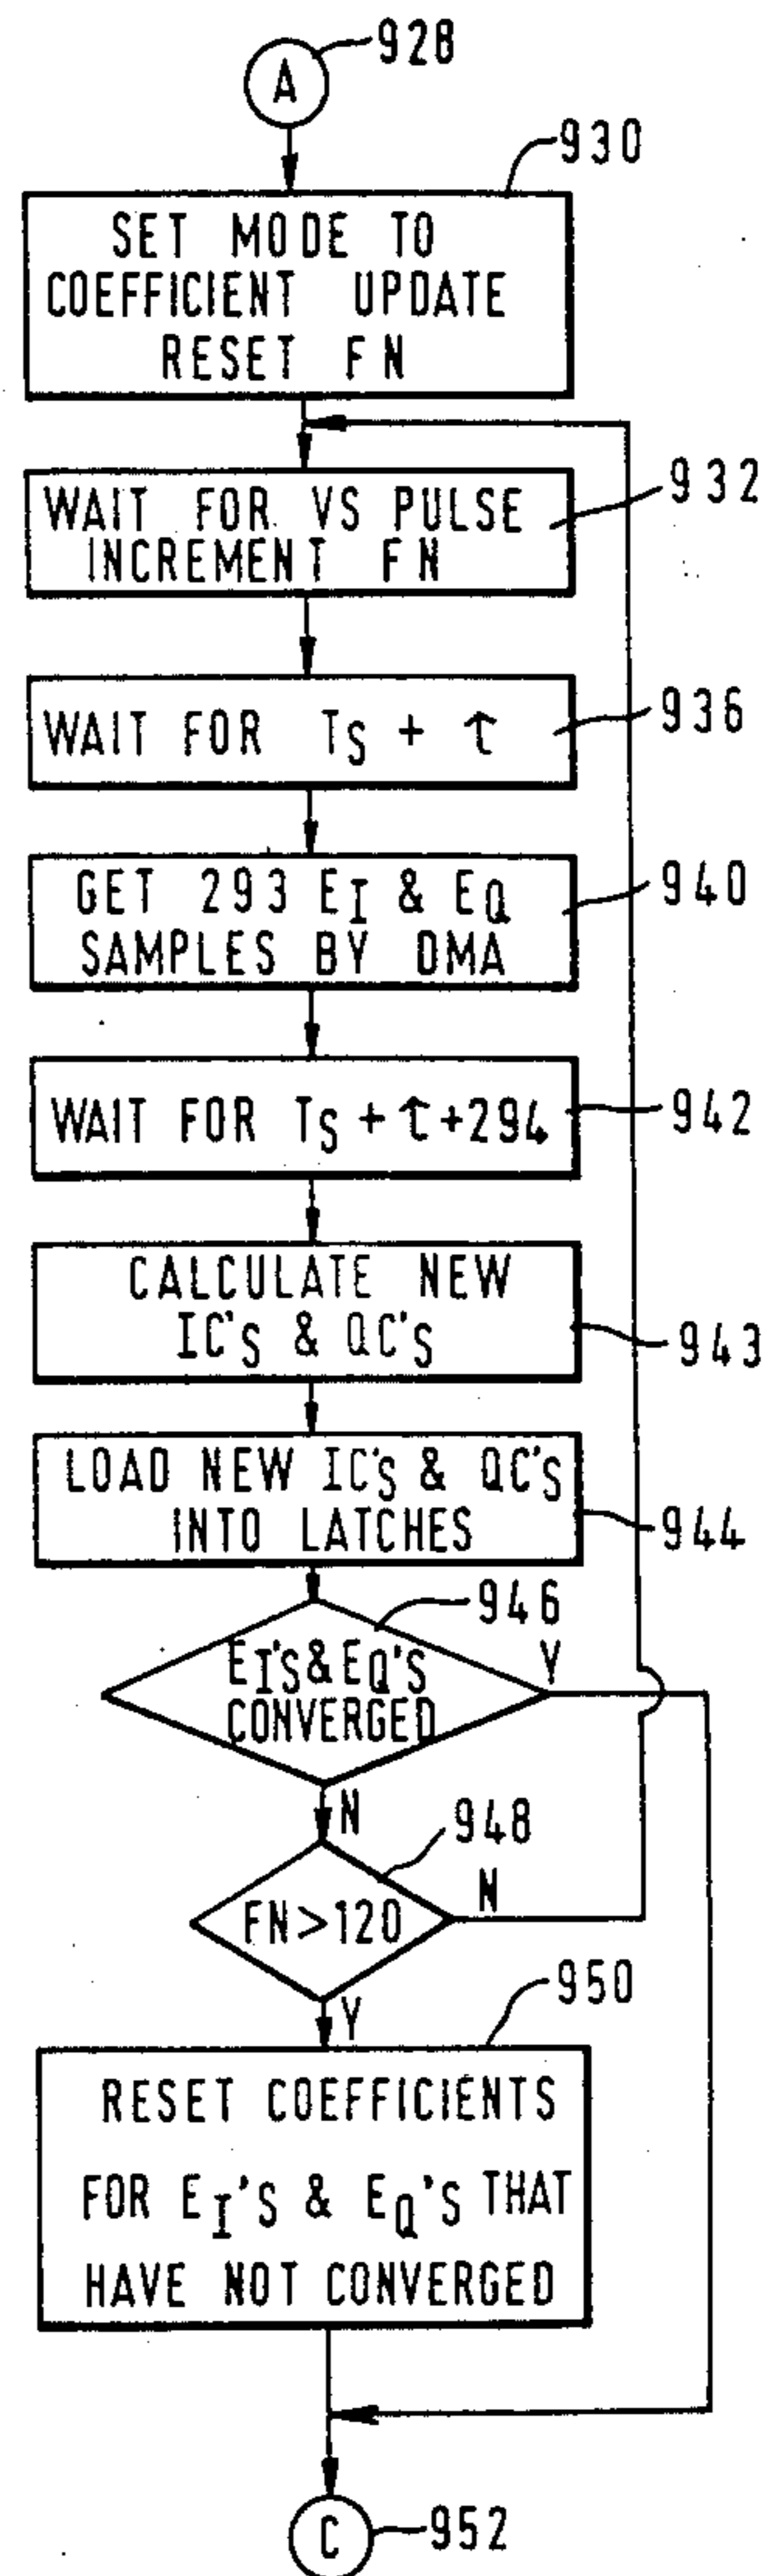 928
A
930
SET MODE TO
COEFFICIENT UPDATE
RESET FN
932
WAIT FOR VS PULSE
INCREMENT FN
936
WAIT FOR TS + τ
940
GET 293 EI & EQ
SAMPLES BY DMA
942
WAIT FOR TS + τ + 294
CALCULATE NEW
IC'S & QC'S
943
LOAD NEW IC'S & QC'S
INTO LATCHES
944
946
EI'S & EQ'S
CONVERGED
Y
N
948
FN > 120
N
Y
950
RESET COEFFICIENTS
FOR EI'S & EQ'S THAT
HAVE NOT CONVERGED
C
952